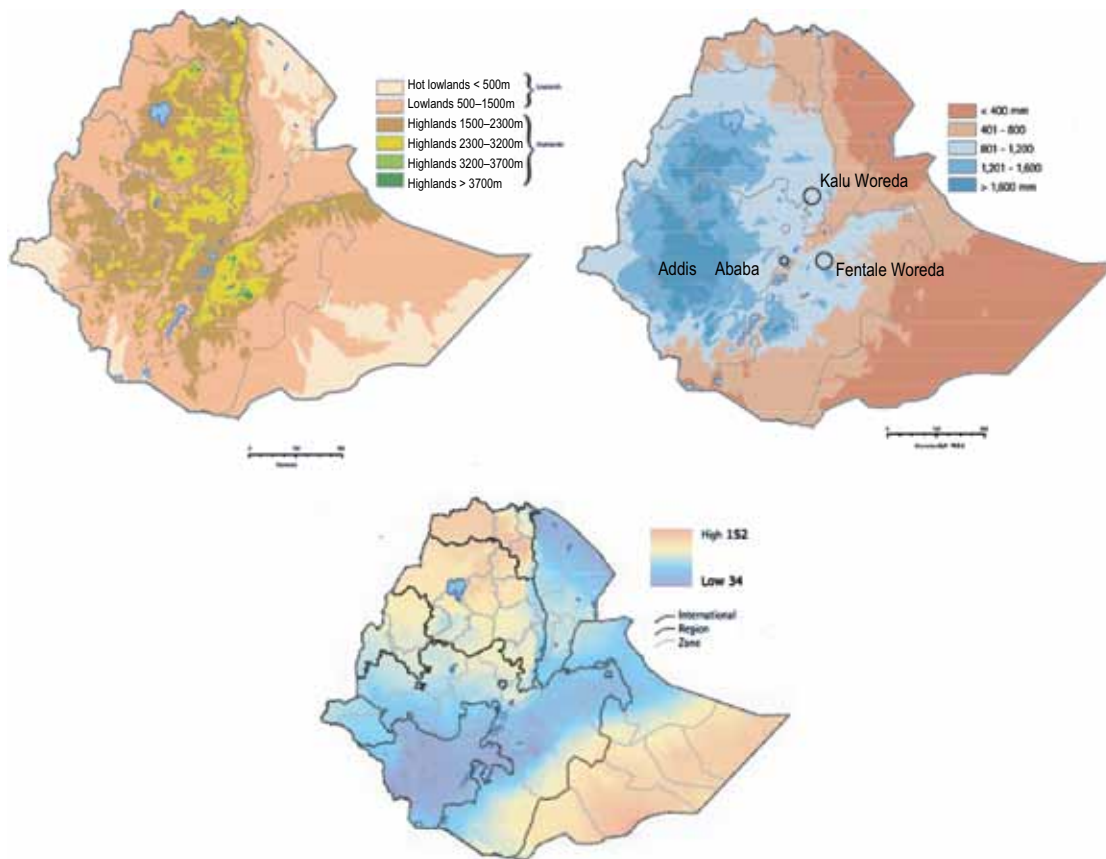 Hot lowlands < 500m
Lowlands 500–1500m
Lowlands
Highlands 1500–2300m
Highlands 2300–3200m
Highlands 3200–3700m
Highlands > 3700m
Highlands
< 400 mm
401 - 800
801 - 1,200
1,201 - 1,600
> 1,600 mm
Kalu Woreda
Addis Ababa
Fentale Woreda
High 152
Low 34
International
Region
Zone